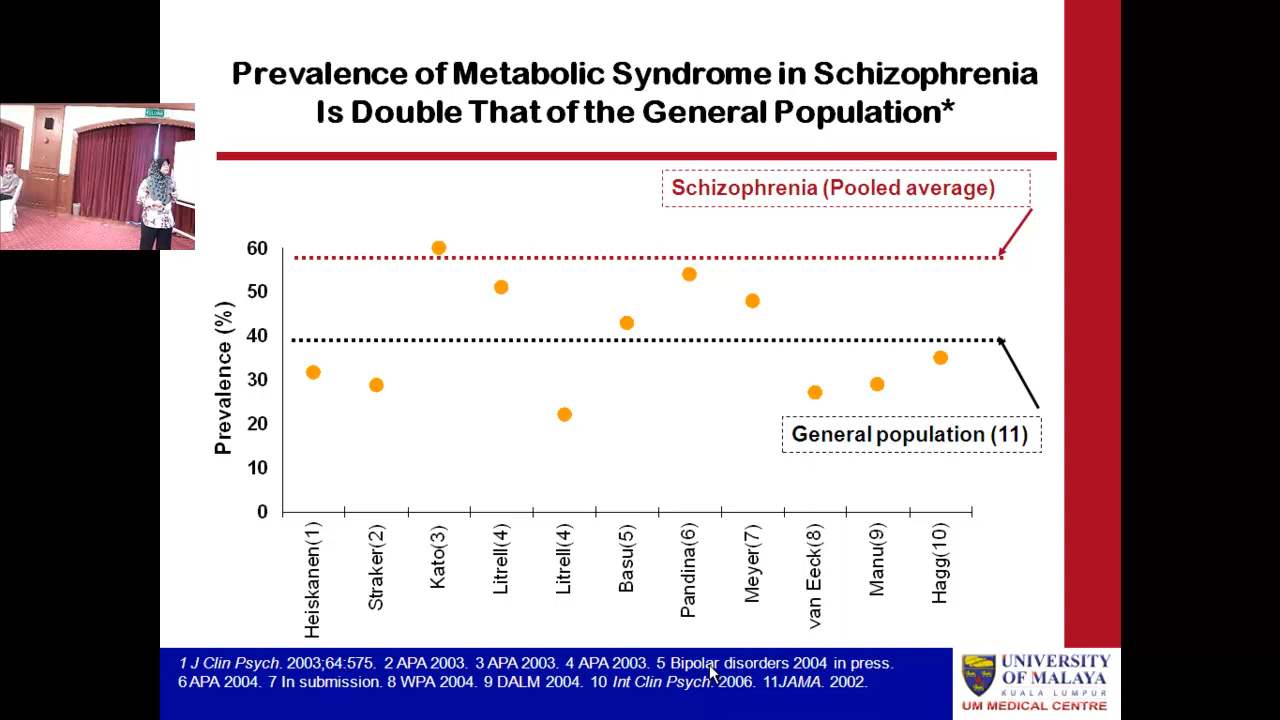 Prevalence of Metabolic Syndrome in Schizophrenia
Is Double That of the General Population*
Schizophrenia (Pooled average)
60
50
40
30
20
10
0
Prevalence (%)
General population (11)
Heiskanen(1)
Straker(2)
Kato(3)
Litrell(4)
Litrell(4)
Basu(5)
Pandina(6)
Meyer(7)
van Eeck(8)
Manu(9)
Hagg(10)
1 J Clin Psych. 2003;64:575. 2 APA 2003. 3 APA 2003. 4 APA 2003. 5 Bipolar disorders 2004 in press.
6 APA 2004. 7 In submission. 8 WPA 2004. 9 DALM 2004. 10 Int Clin Psych. 2006. 11JAMA. 2002.
UNIVERSITY
OF MALAYA
KUALA LUMPUR
UM MEDICAL CENTRE